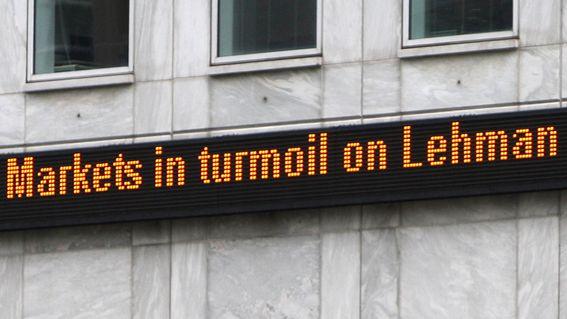 Markets in turmoil on Lehman